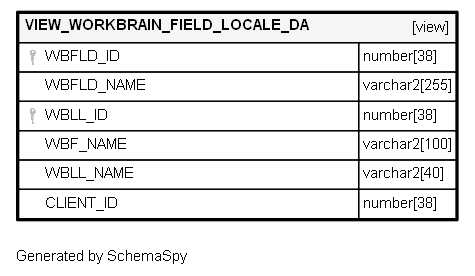 VIEW_WORKBRAIN_FIELD_LOCALE_DA [view]
WBFLD_ID number[38]
WBFLD_NAME varchar2[255]
WBLL_ID number[38]
WBF_NAME varchar2[100]
WBLL_NAME varchar2[40]
CLIENT_ID number[38]
Generated by SchemaSpy